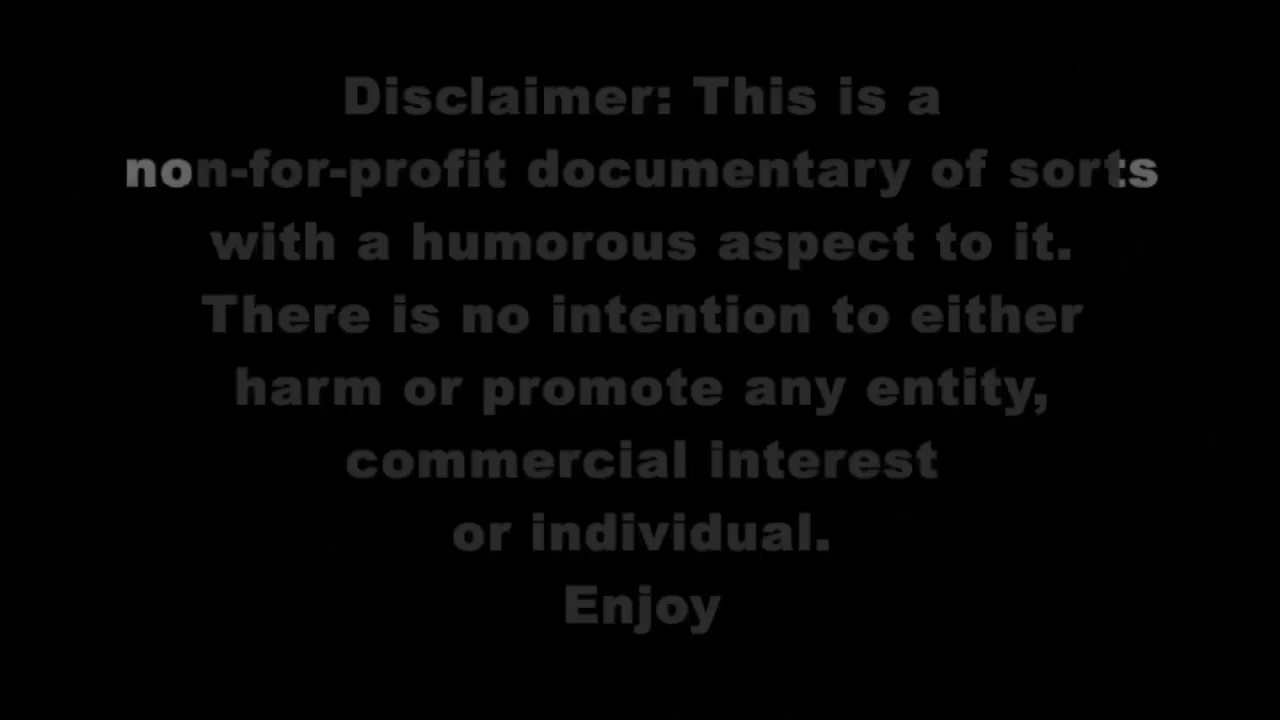 Disclaimer: This is a
non-for-profit documentary of sorts
with a humorous aspect to it.
There is no intention to either
harm or promote any entity,
commercial interest
or individual.
Enjoy